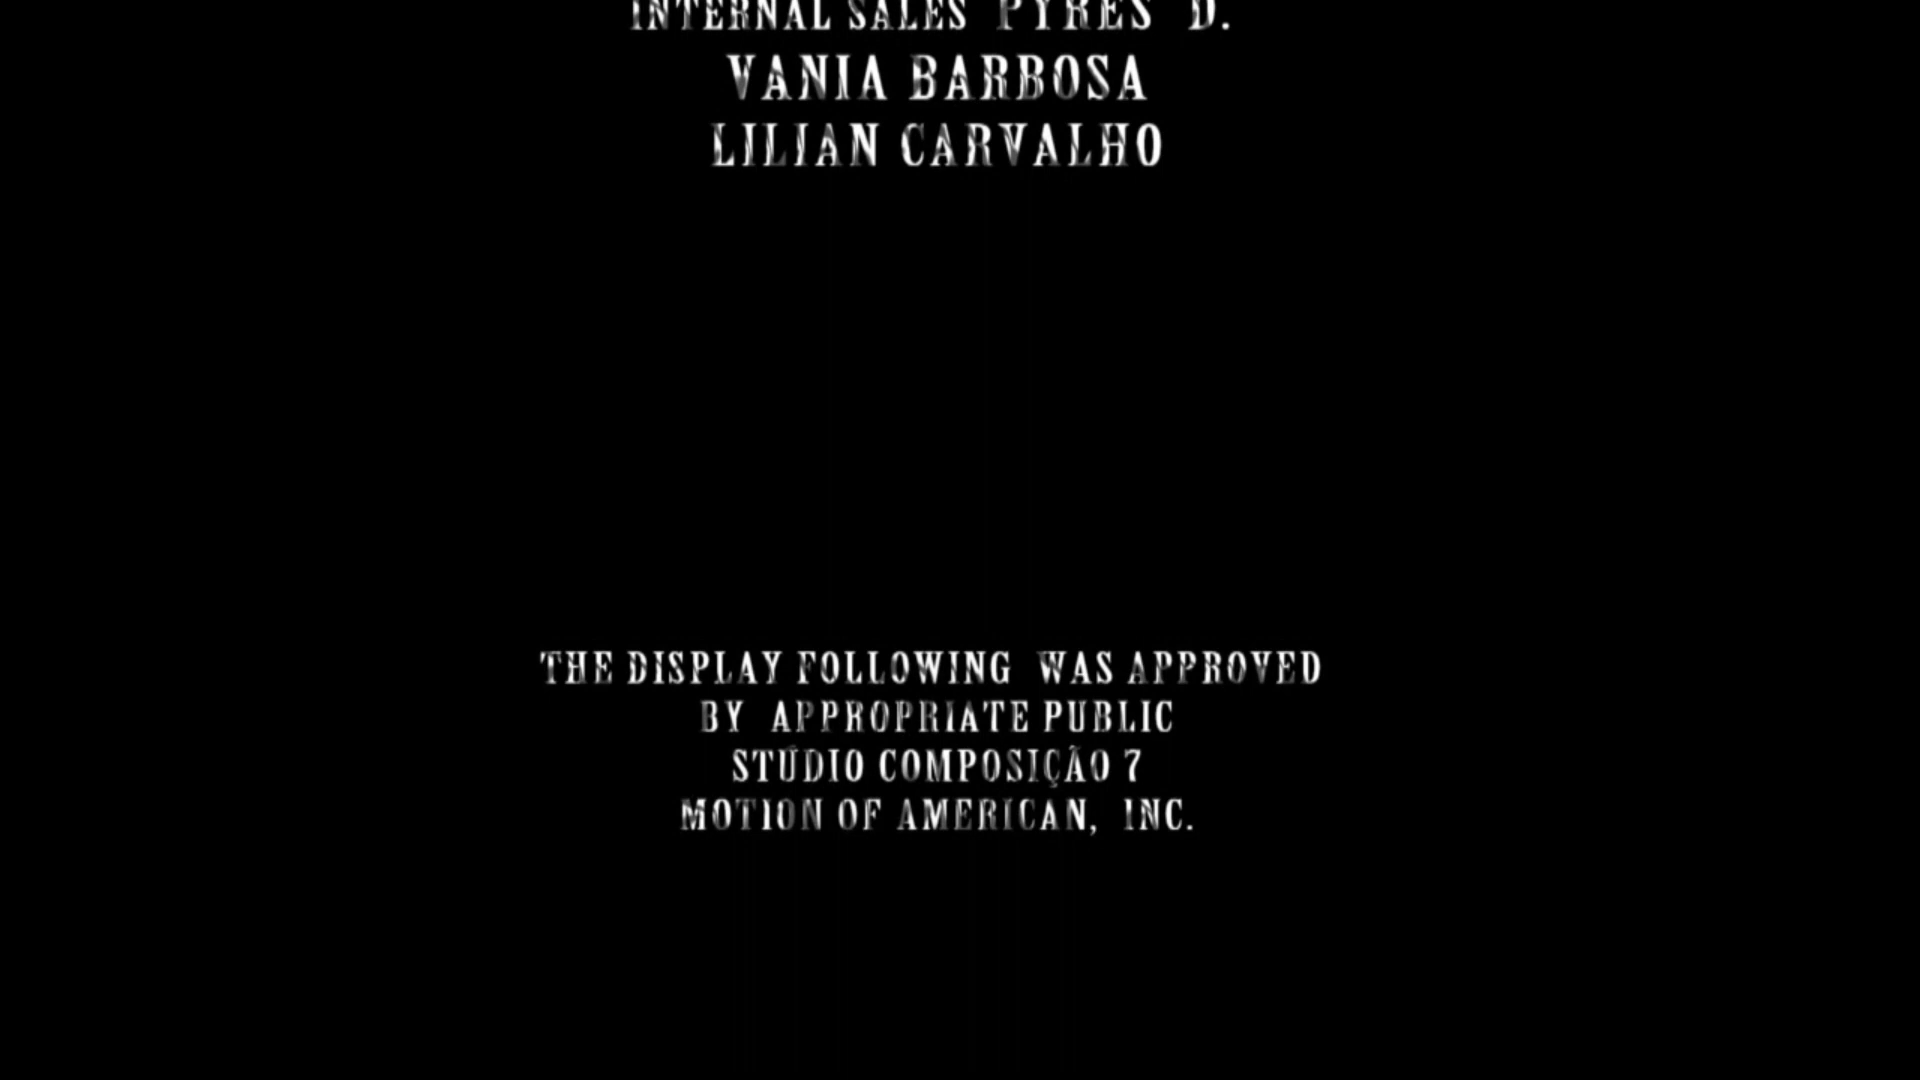 INTERNAL SALES PYRES D.
VANIA BARBOSA
LILIAN CARVALHO
THE DISPLAY FOLLOWING WAS APPROVED
BY APPROPRIATE PUBLIC
STÚDIO COMPOSIÇÃO 7
MOTION OF AMERICAN, INC.